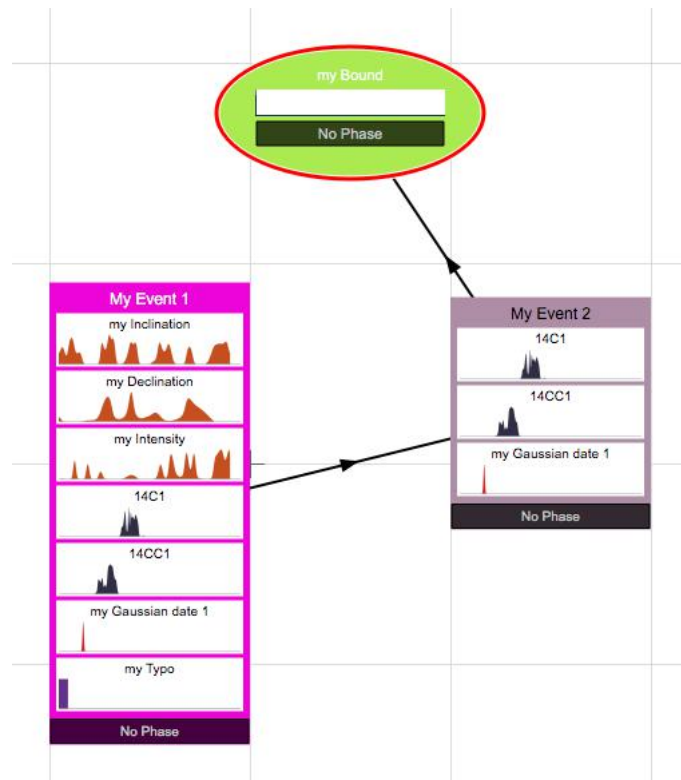 my Bound
No Phase
My Event 1
my Inclination
my Declination
my Intensity
14C1
14CC1
my Gaussian date 1
my Typo
No Phase
My Event 2
14C1
14CC1
my Gaussian date 1
No Phase